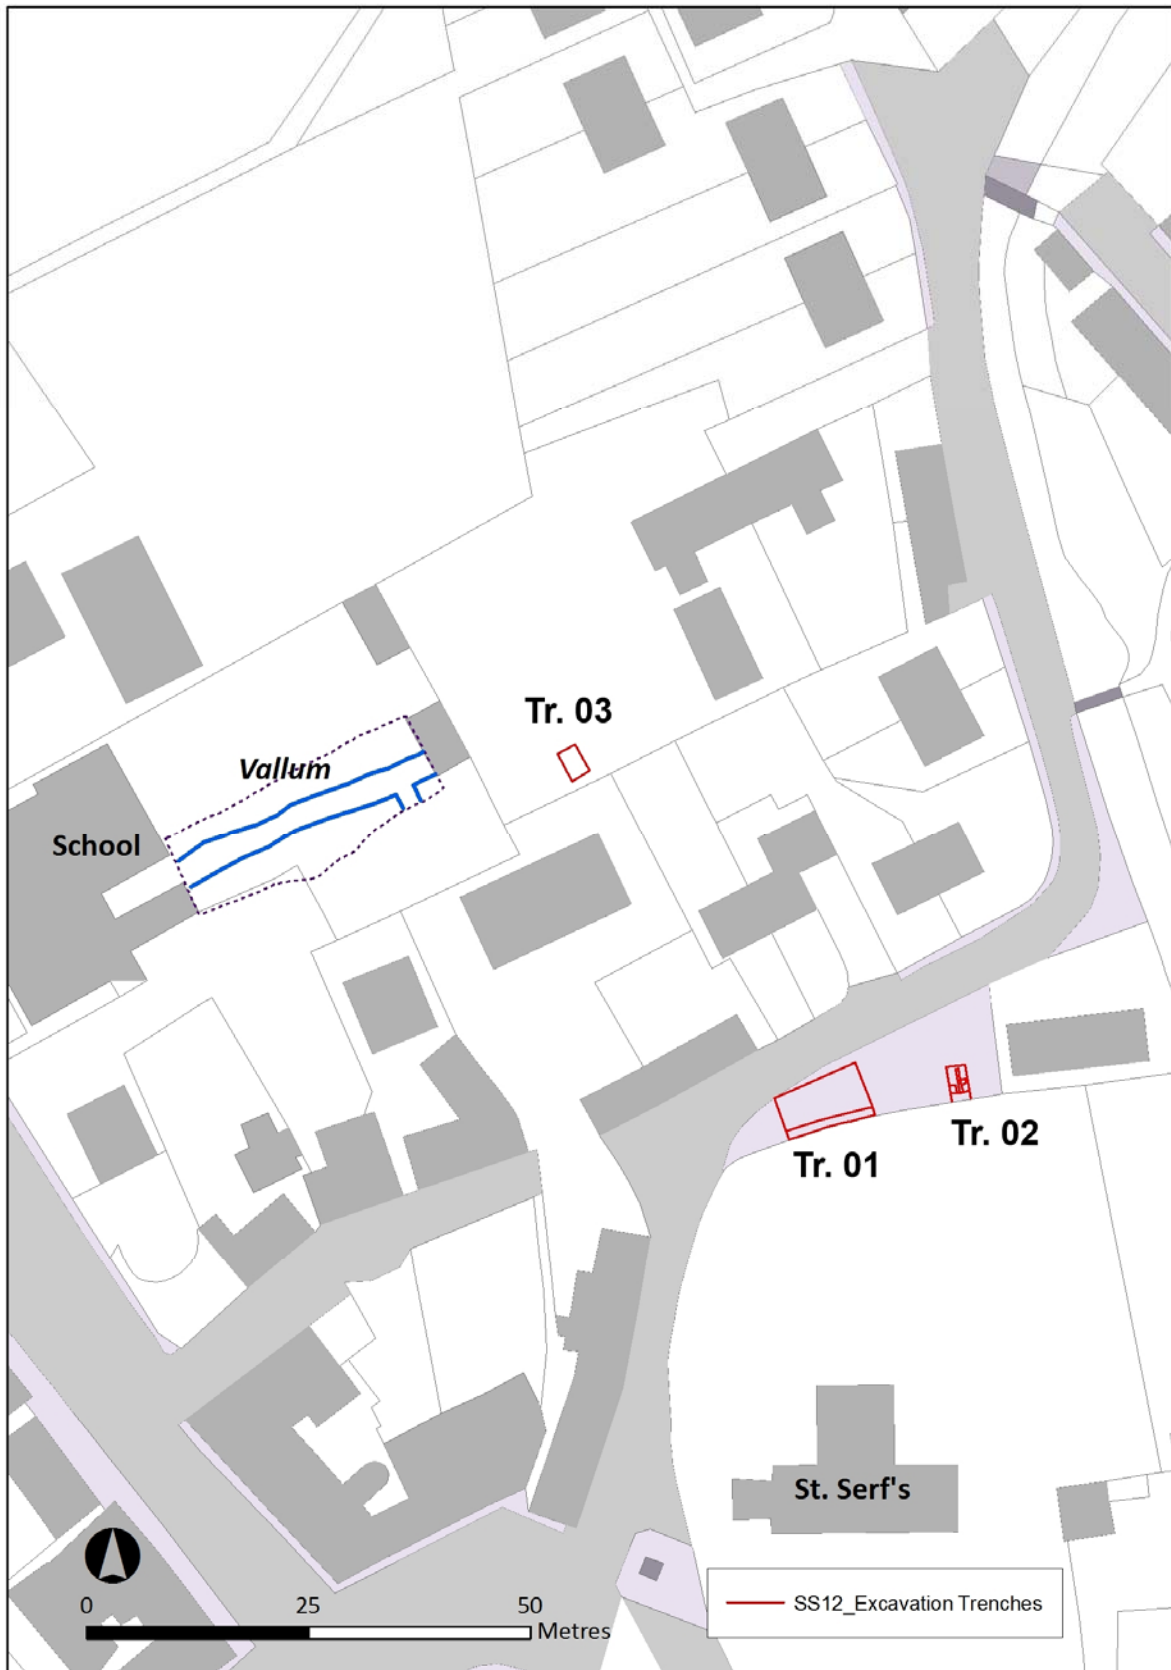 Tr. 03
Vallum
School
Tr. 02
Tr. 01
St. Serf's
0 25 50
Metres
SS12_Excavation Trenches